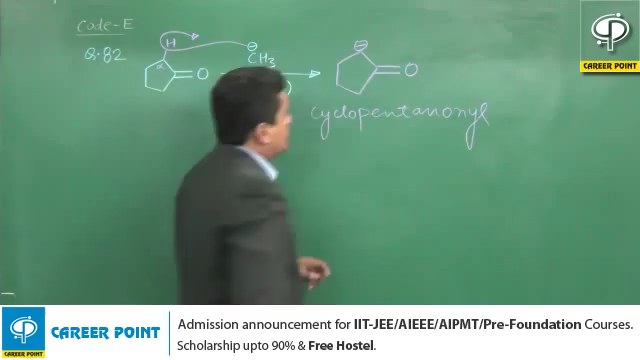 Code-E
Q.82
H
⊖
CH3
α
O
)
⊖
O
cyclopentanonyl
CAREER POINT
CAREER POINT
CAREER POINT
Admission announcement for IIT-JEE/AIEEE/AIPMT/Pre-Foundation Courses.
Scholarship upto 90% & Free Hostel.